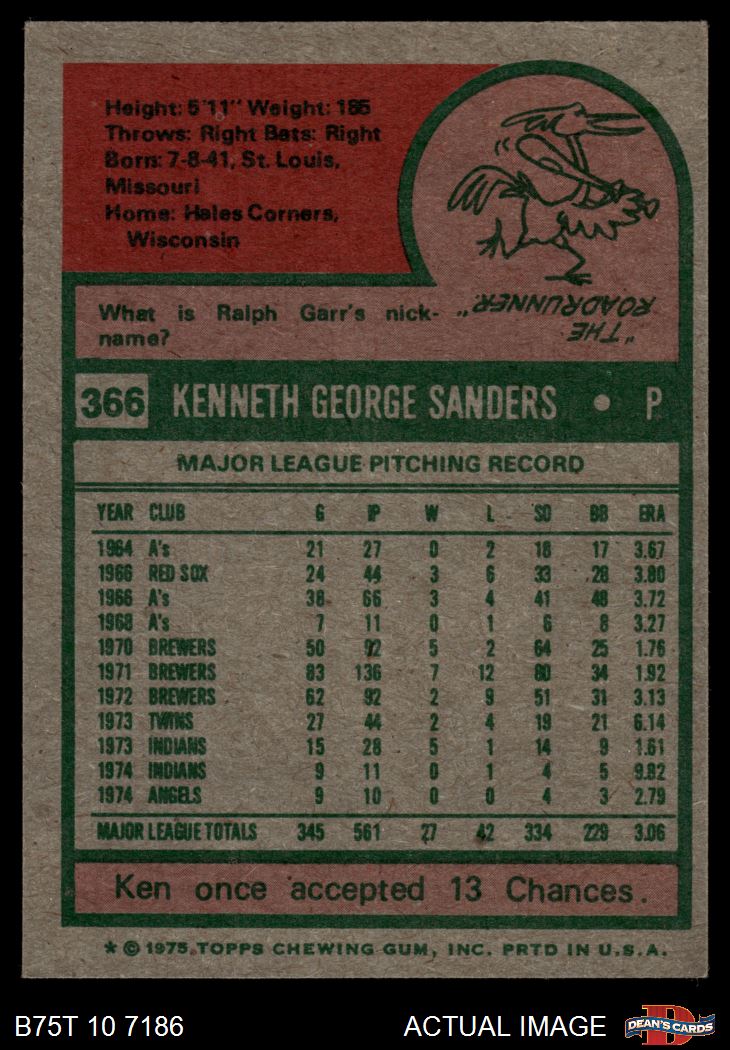 Height: 5'11" Weight: 185
Throws: Right Bats: Right
Born: 7-8-41, St. Louis,
Missouri
Home: Hales Corners,
Wisconsin
What is Ralph Garr's nick-
name?
"THE
ROADRUNNER"
366 KENNETH GEORGE SANDERS • P
MAJOR LEAGUE PITCHING RECORD
YEAR CLUB G IP W L SO BB ERA
1964 A's 21 27 0 2 18 17 3.67
1966 RED SOX 24 44 3 6 33 28 3.80
1966 A's 38 66 3 4 41 48 3.72
1968 A's 7 11 0 1 6 8 3.27
1970 BREWERS 50 92 5 2 64 25 1.76
1971 BREWERS 83 136 7 12 80 34 1.92
1972 BREWERS 62 92 2 9 51 31 3.13
1973 TWINS 27 44 2 4 19 21 6.14
1973 INDIANS 15 28 5 1 14 9 1.61
1974 INDIANS 9 11 0 1 4 5 9.82
1974 ANGELS 9 10 0 0 4 3 2.79
MAJOR LEAGUE TOTALS 345 561 27 42 334 229 3.06
Ken once accepted 13 Chances.
* © 1975 TOPPS CHEWING GUM, INC. PRTD IN U.S.A.
B75T 10 7186 ACTUAL IMAGE
D
DEAN'S CARDS